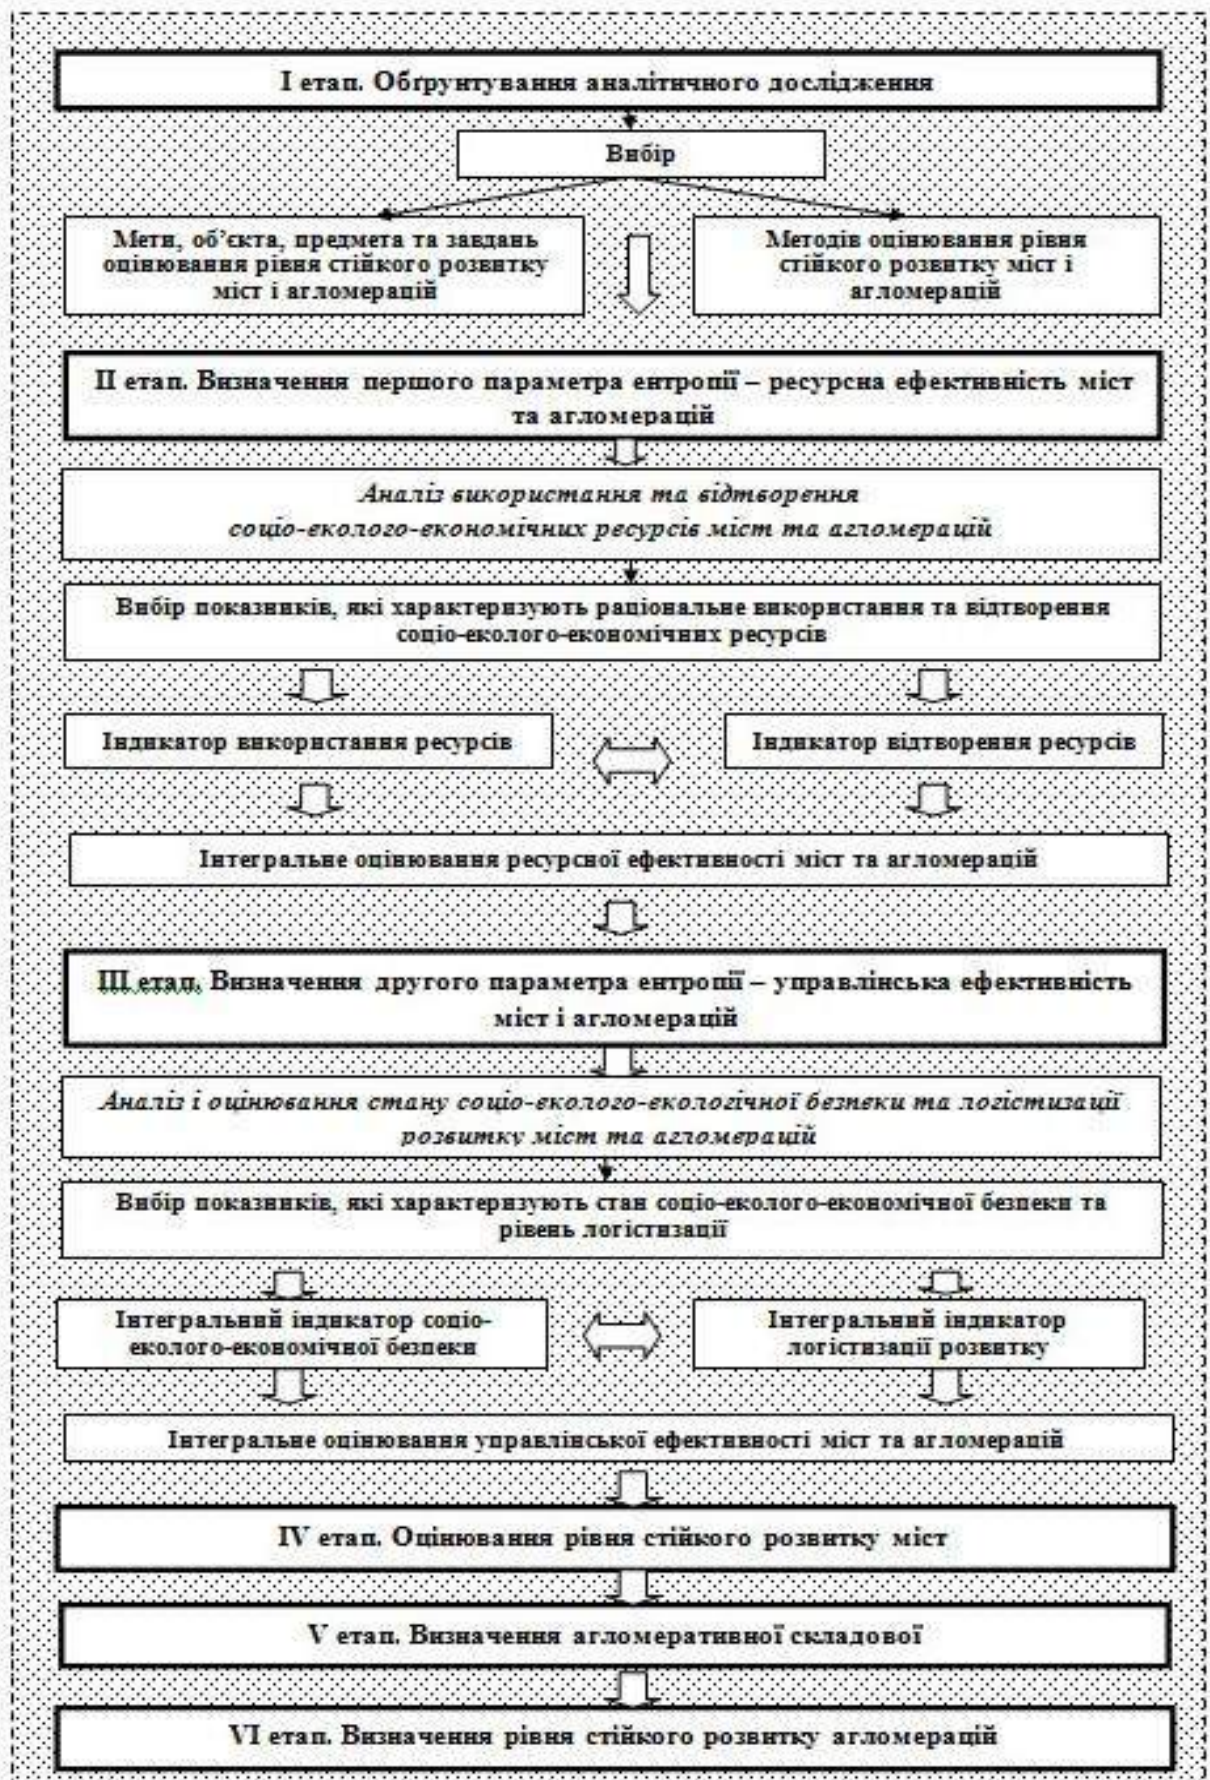 І етап. Обґрунтування аналітичного дослідження
Вибір
Мети, об’єкта, предмета та завдань
оцінювання рівня стійкого розвитку
міст і агломерацій
Методів оцінювання рівня
стійкого розвитку міст і
агломерацій
ІІ етап. Визначення першого параметра ентропії – ресурсна ефективність міст
та агломерацій
Аналіз використання та відтворення
соціо-еколого-економічних ресурсів міст та агломерацій
Вибір показників, які характеризують раціональне використання та відтворення
соціо-еколого-економічних ресурсів
Індикатор використання ресурсів
Індикатор відтворення ресурсів
Інтегральне оцінювання ресурсної ефективності міст та агломерацій
ІІІ етап. Визначення другого параметра ентропії – управлінська ефективність
міст і агломерацій
Аналіз і оцінювання стану соціо-еколого-екологічної безпеки та логістизації
розвитку міст та агломерацій
Вибір показників, які характеризують стан соціо-еколого-економічної безпеки та
рівень логістизації
Інтегральний індикатор соціо-
еколого-економічної безпеки
Інтегральний індикатор
логістизації розвитку
Інтегральне оцінювання управлінської ефективності міст та агломерацій
IV етап. Оцінювання рівня стійкого розвитку міст
V етап. Визначення агломеративної складової
VI етап. Визначення рівня стійкого розвитку агломерацій